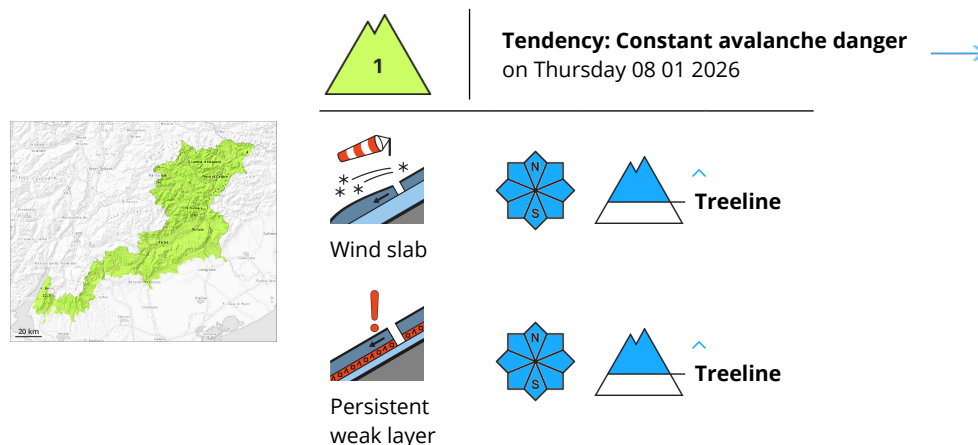 1
Tendency: Constant avalanche danger
on Thursday 08 01 2026
20 km
N
S
Treeline
Wind slab
N
S
Treeline
Persistent
weak layer